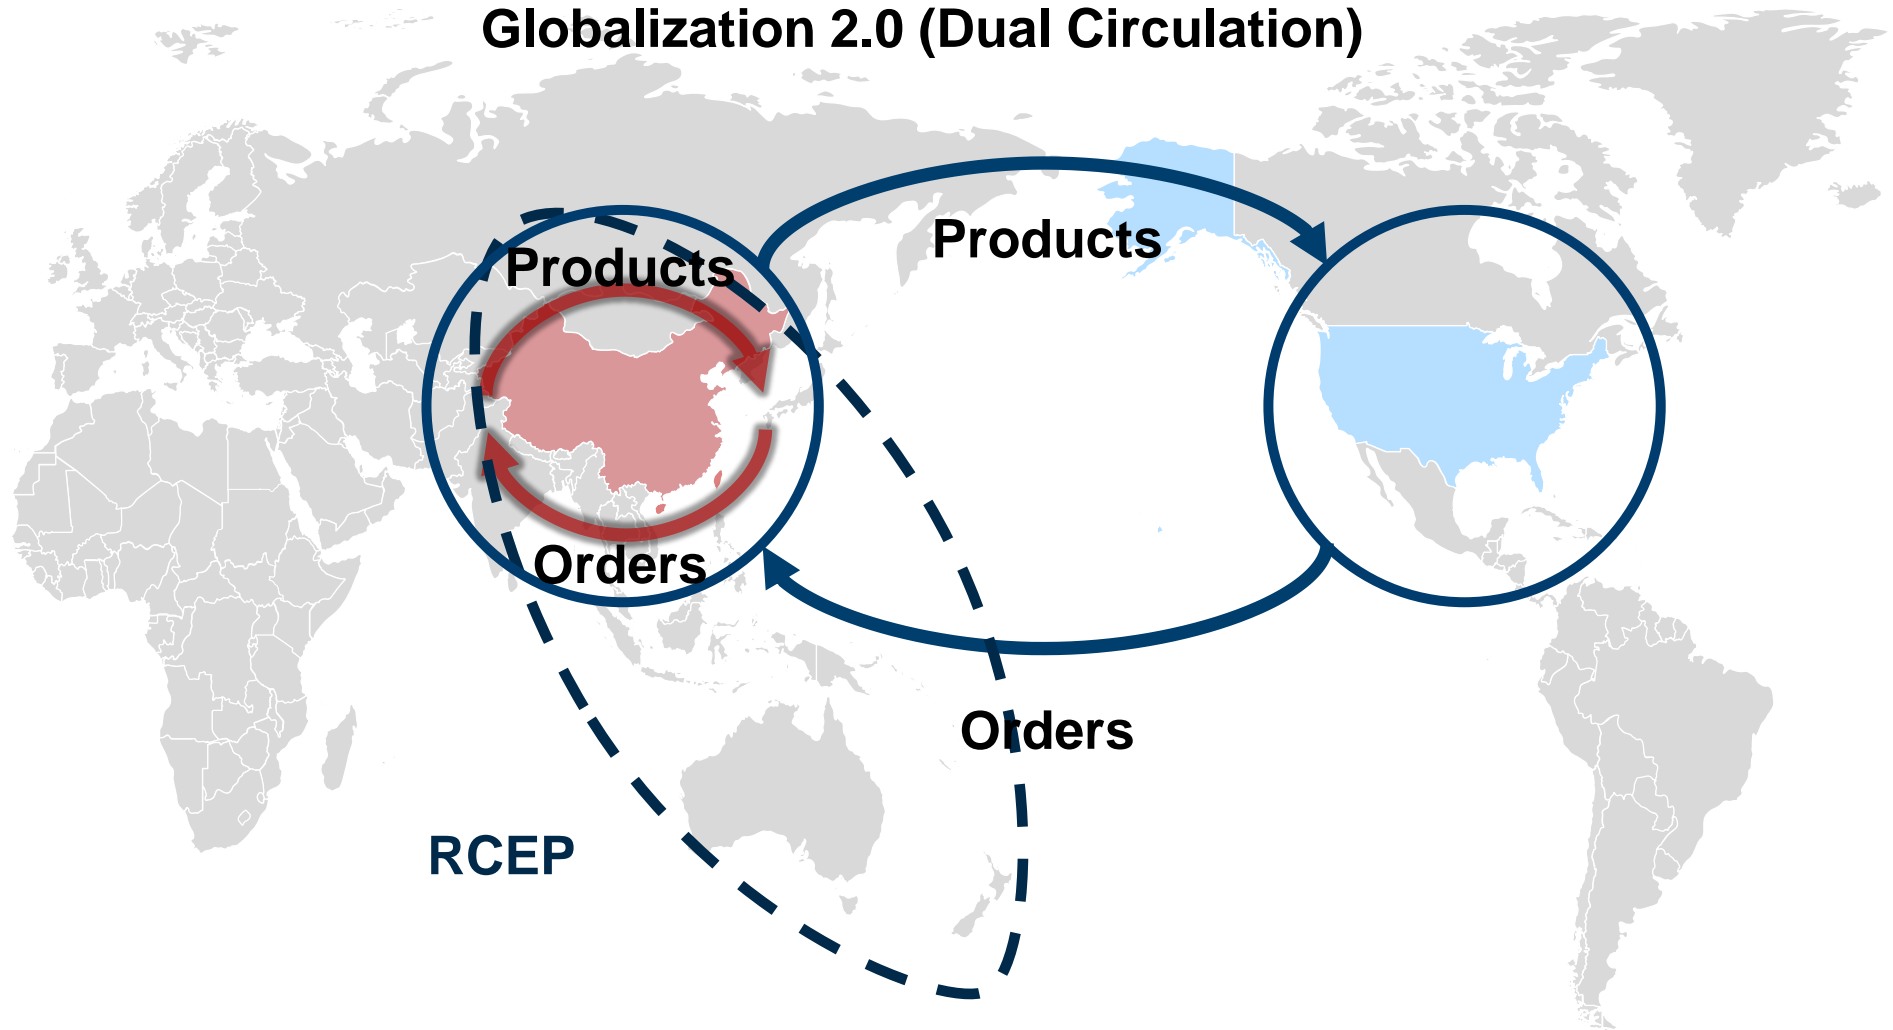 Globalization 2.0 (Dual Circulation)
Products
Products
Orders
Orders
RCEP